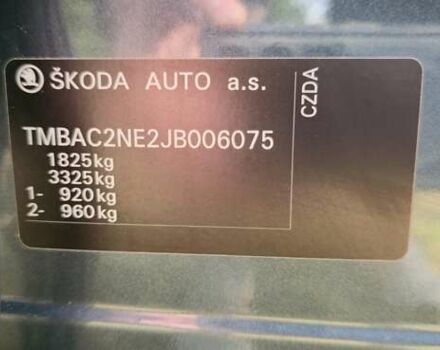 ŠKODA AUTO a.s.
TMBAC2NE2JB006075
1825kg
3325kg
1- 920kg
2- 960kg
CZDA